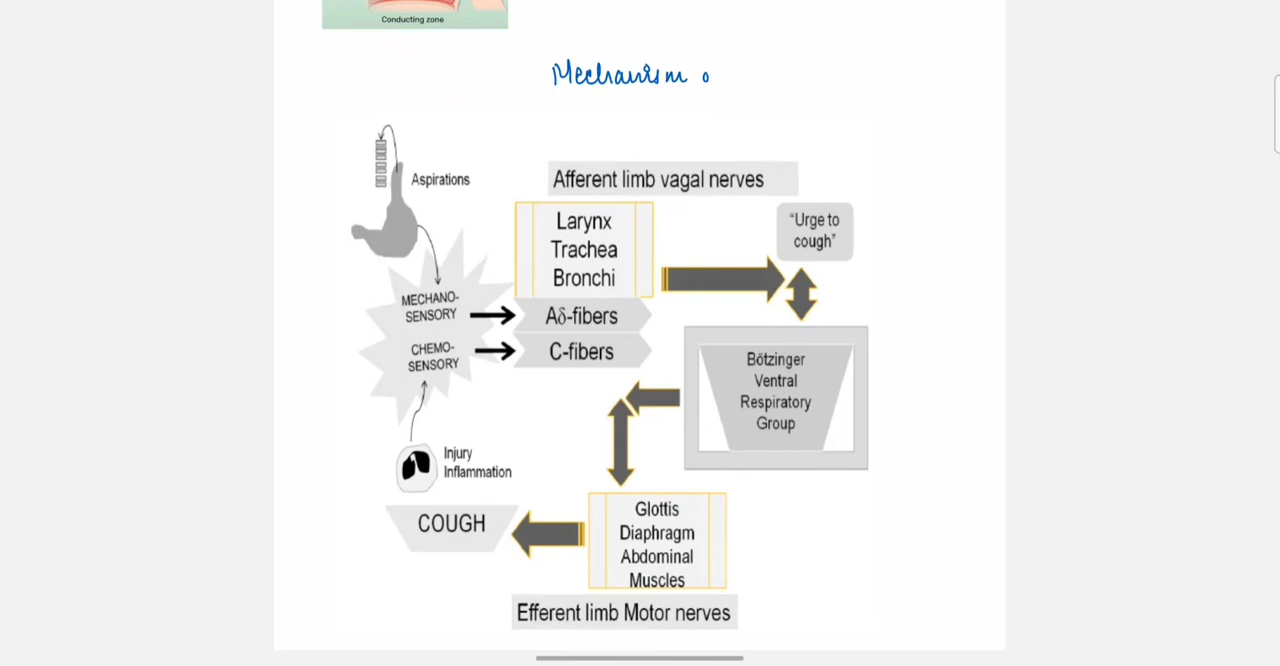 Conducting zone
Mechanism o
Aspirations
Afferent limb vagal nerves
Larynx
Trachea
Bronchi
"Urge to
cough"
MECHANO-
SENSORY
Aδ-fibers
CHEMO-
SENSORY
C-fibers
Bötzinger
Ventral
Respiratory
Group
Injury
Inflammation
COUGH
Glottis
Diaphragm
Abdominal
Muscles
Efferent limb Motor nerves